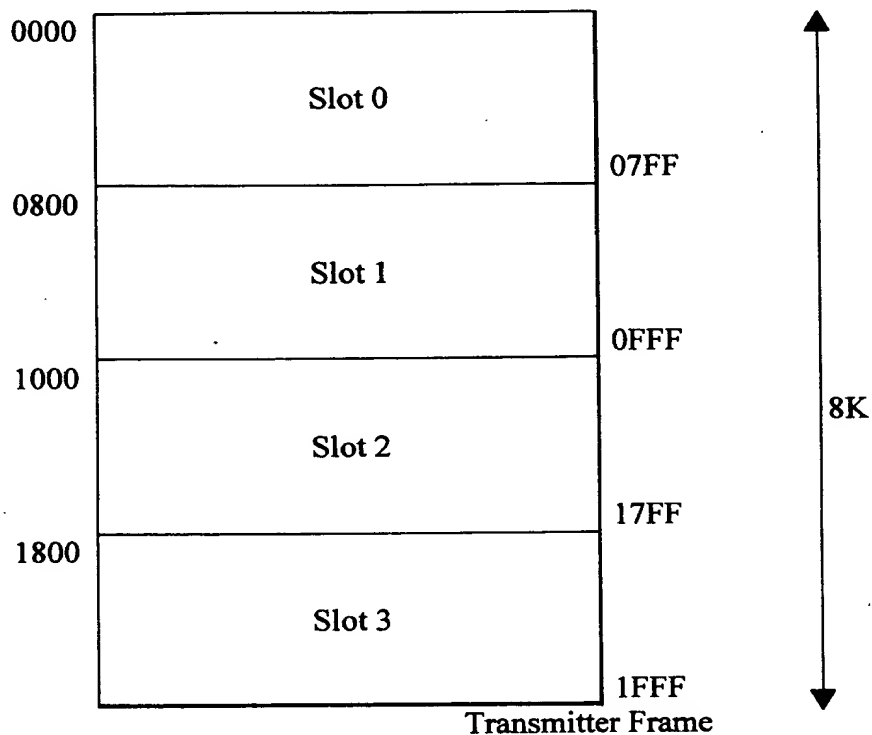 0000
Slot 0
07FF
0800
Slot 1
0FFF
1000
8K
Slot 2
17FF
1800
Slot 3
1FFF
Transmitter Frame